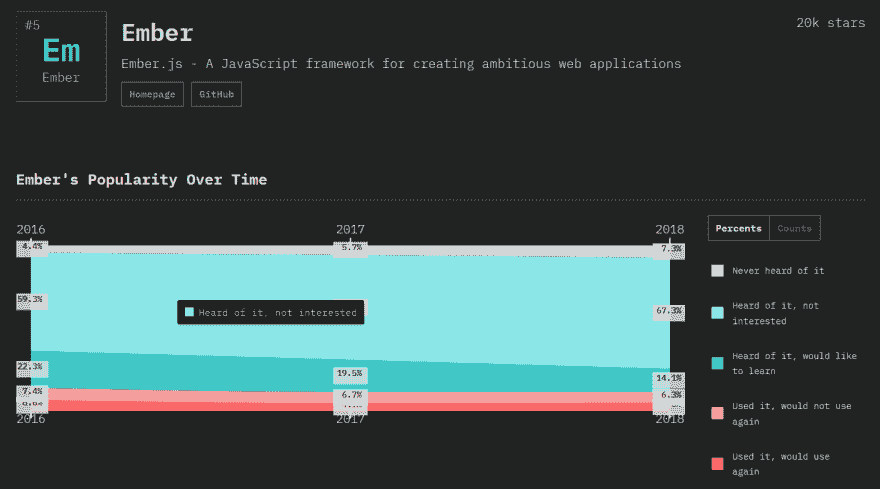 #5
Em
Ember
Ember
20k stars
Ember.js - A JavaScript framework for creating ambitious web applications
Homepage
GitHub
Ember's Popularity Over Time
2016
2017
2018
Percents
Counts
4.4%
5.7%
7.3%
Never heard of it
59.3%
Heard of it, not interested
67.3%
Heard of it, not
interested
22.3%
19.5%
14.1%
Heard of it, would like
to learn
7.4%
6.7%
6.3%
2016
2017
2018
Used it, would not use
again
Used it, would use
again